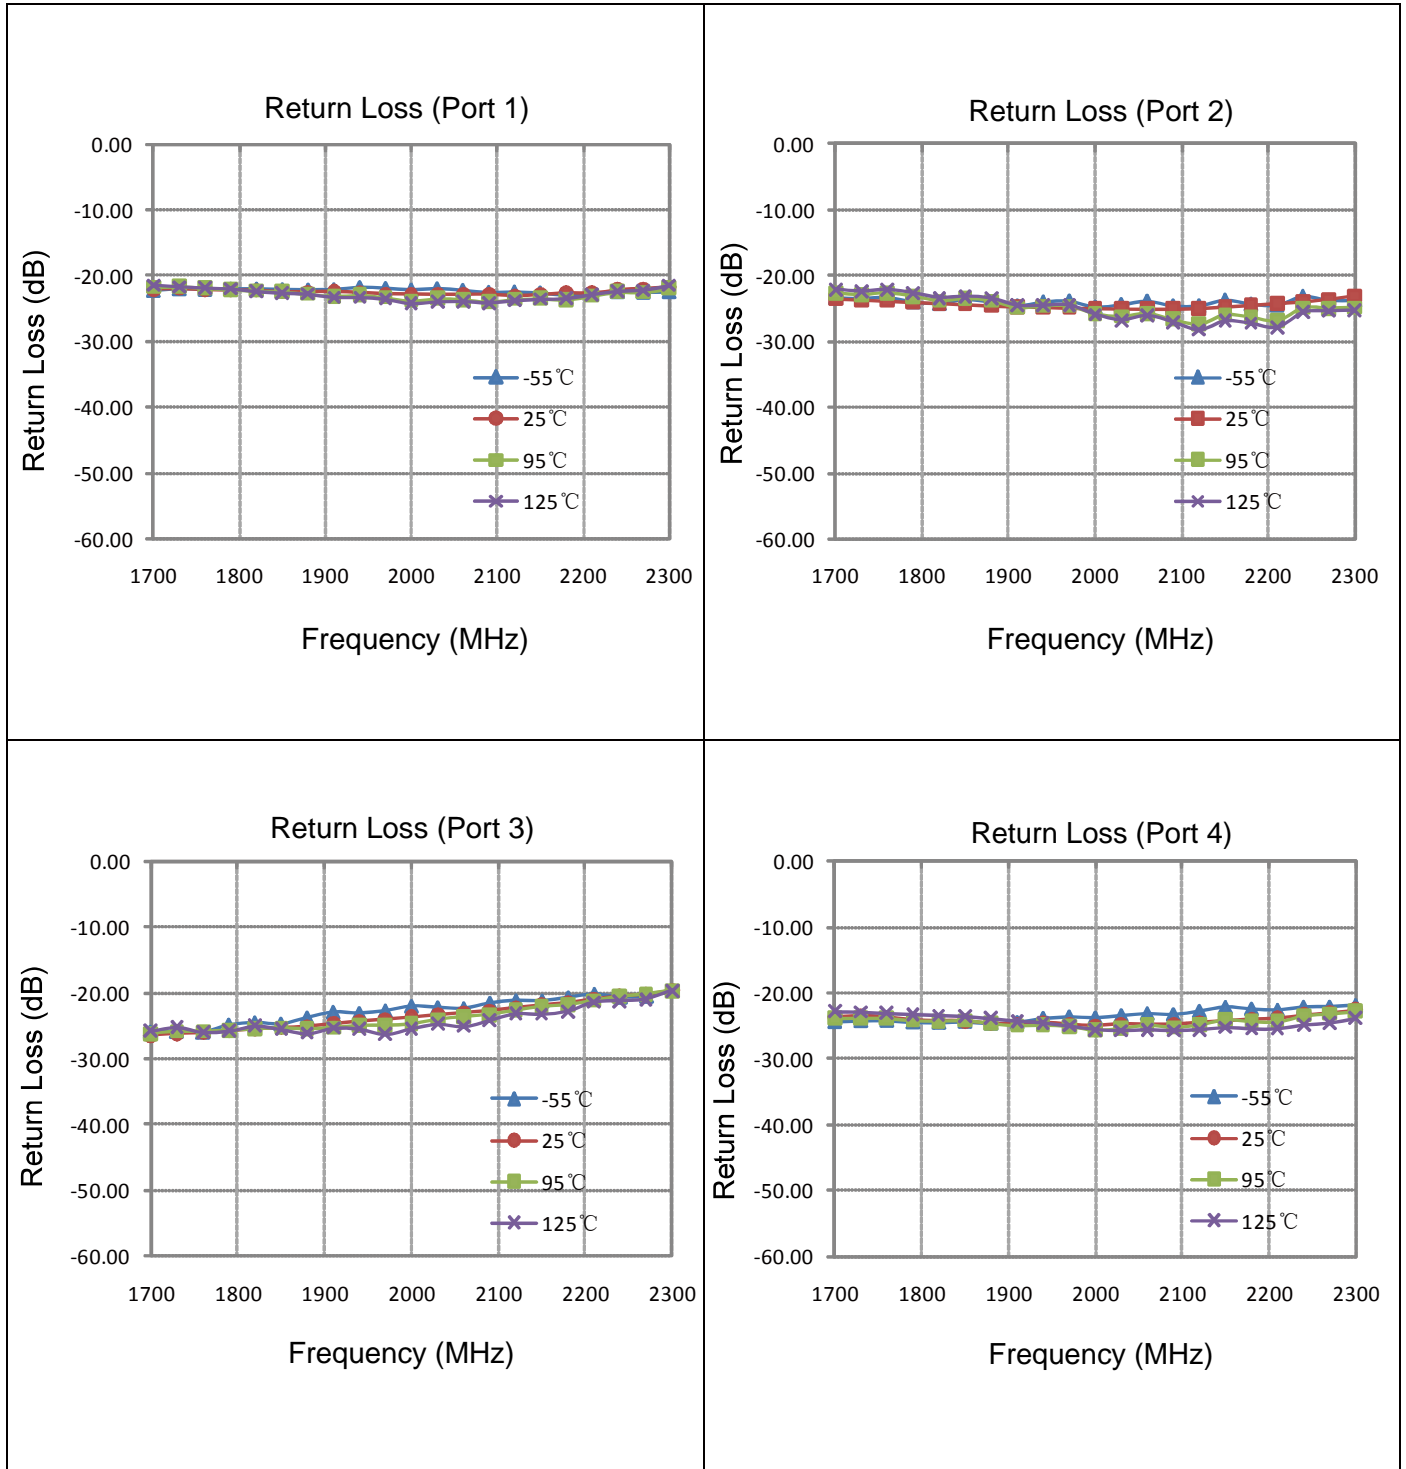 Return Loss (Port 1)
0.00
-10.00
-20.00
-30.00
-40.00
-50.00
-60.00
Return Loss (dB)
-55℃
25℃
95℃
125℃
1700 1800 1900 2000 2100 2200 2300
Frequency (MHz)
Return Loss (Port 2)
0.00
-10.00
-20.00
-30.00
-40.00
-50.00
-60.00
Return Loss (dB)
-55℃
25℃
95℃
125℃
1700 1800 1900 2000 2100 2200 2300
Frequency (MHz)
Return Loss (Port 3)
0.00
-10.00
-20.00
-30.00
-40.00
-50.00
-60.00
Return Loss (dB)
-55℃
25℃
95℃
125℃
1700 1800 1900 2000 2100 2200 2300
Frequency (MHz)
Return Loss (Port 4)
0.00
-10.00
-20.00
-30.00
-40.00
-50.00
-60.00
Return Loss (dB)
-55℃
25℃
95℃
125℃
1700 1800 1900 2000 2100 2200 2300
Frequency (MHz)